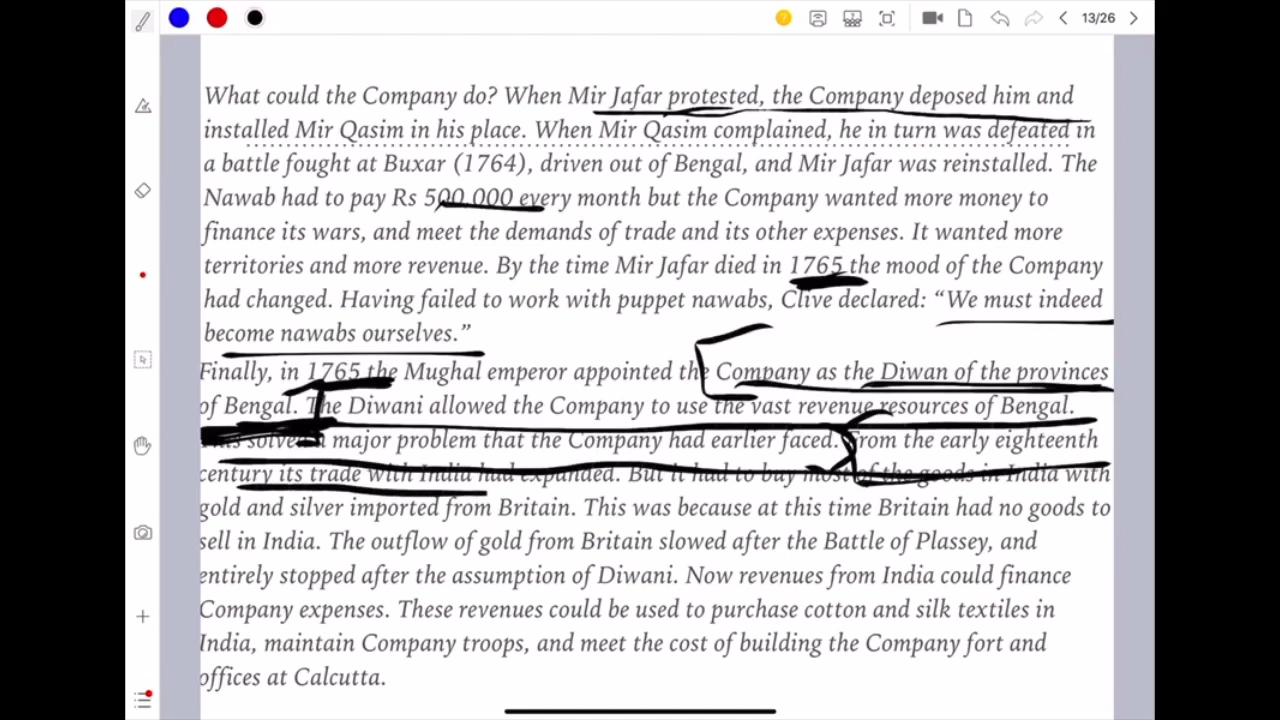 13/26
What could the Company do? When Mir Jafar protested, the Company deposed him and
installed Mir Qasim in his place. When Mir Qasim complained, he in turn was defeated in
a battle fought at Buxar (1764), driven out of Bengal, and Mir Jafar was reinstalled. The
Nawab had to pay Rs 500,000 every month but the Company wanted more money to
finance its wars, and meet the demands of trade and its other expenses. It wanted more
territories and more revenue. By the time Mir Jafar died in 1765 the mood of the Company
had changed. Having failed to work with puppet nawabs, Clive declared: “We must indeed
become nawabs ourselves.”
Finally, in 1765 the Mughal emperor appointed the Company as the Diwan of the provinces
of Bengal. The Diwani allowed the Company to use the vast revenue resources of Bengal.
solved major problem that the Company had earlier faced. From the early eighteenth
century its trade with India had expanded. But it had to buy most of the goods in India with
gold and silver imported from Britain. This was because at this time Britain had no goods to
sell in India. The outflow of gold from Britain slowed after the Battle of Plassey, and
entirely stopped after the assumption of Diwani. Now revenues from India could finance
Company expenses. These revenues could be used to purchase cotton and silk textiles in
India, maintain Company troops, and meet the cost of building the Company fort and
offices at Calcutta.